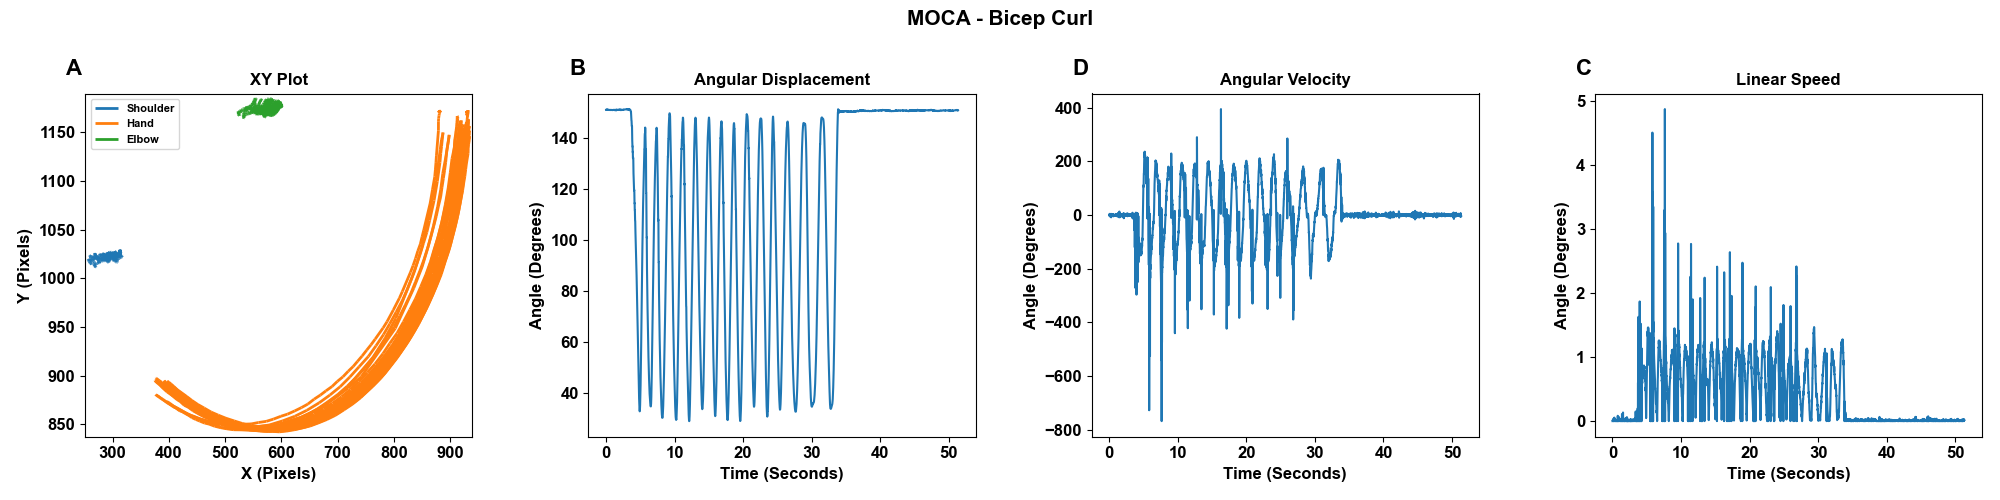 MOCA - Bicep Curl
A
XY Plot
Shoulder
Hand
Elbow
Y (Pixels)
1150
1100
1050
1000
950
900
850
300 400 500 600 700 800 900
X (Pixels)
B
Angular Displacement
Angle (Degrees)
140
120
100
80
60
40
0 10 20 30 40 50
Time (Seconds)
D
Angular Velocity
Angle (Degrees)
400
200
0
−200
−400
−600
−800
0 10 20 30 40 50
Time (Seconds)
C
Linear Speed
Angle (Degrees)
5
4
3
2
1
0
0 10 20 30 40 50
Time (Seconds)